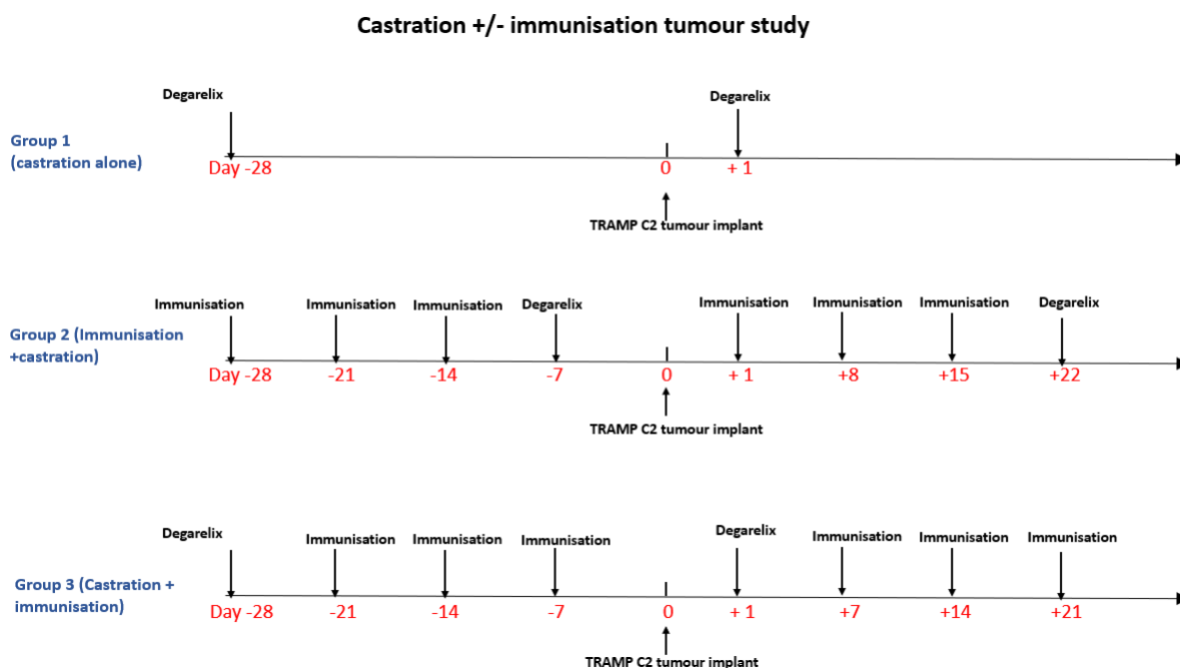 Castration +/- immunisation tumour study
Degarelix
Degarelix
Group 1
(castration alone)
Day -28
0
+ 1
TRAMP C2 tumour implant
Immunisation
Immunisation
Immunisation
Degarelix
Immunisation
Immunisation
Immunisation
Degarelix
Group 2 (Immunisation
+castration)
Day -28
-21
-14
-7
0
+ 1
+8
+15
+22
TRAMP C2 tumour implant
Degarelix
Immunisation
Immunisation
Immunisation
Degarelix
Immunisation
Immunisation
Immunisation
Group 3 (Castration +
immunisation)
Day -28
-21
-14
-7
0
+ 1
+7
+14
+21
TRAMP C2 tumour implant